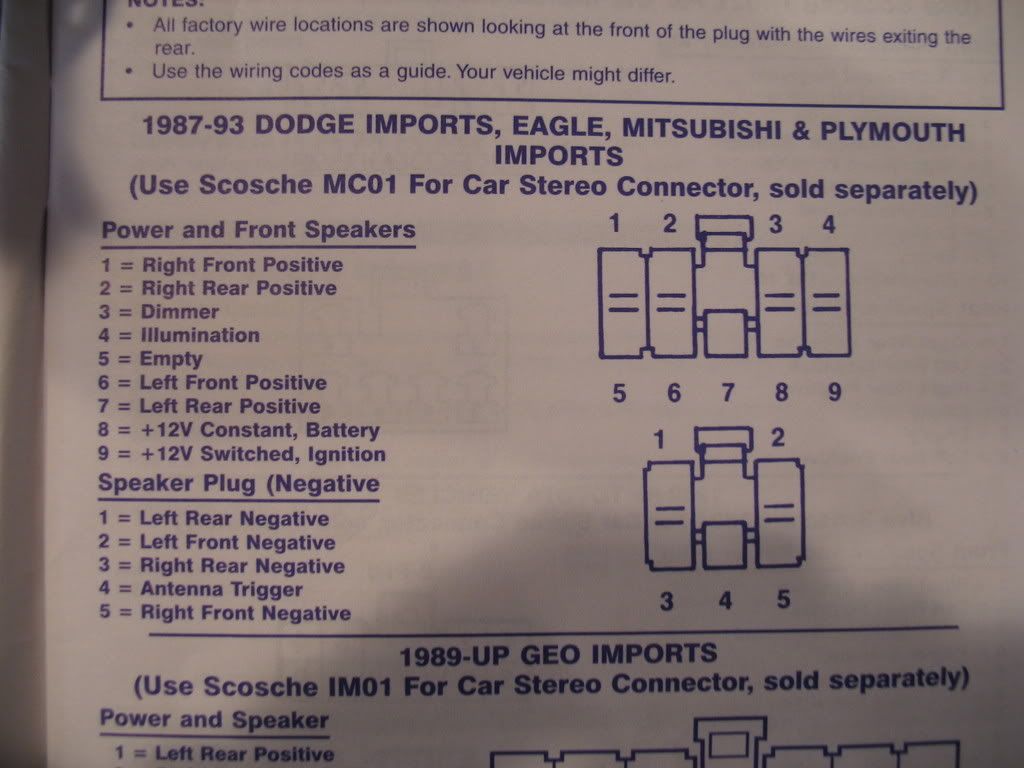 NOTES:
• All factory wire locations are shown looking at the front of the plug with the wires exiting the
rear.
• Use the wiring codes as a guide. Your vehicle might differ.
1987-93 DODGE IMPORTS, EAGLE, MITSUBISHI & PLYMOUTH
IMPORTS
(Use Scosche MC01 For Car Stereo Connector, sold separately)
Power and Front Speakers
1 = Right Front Positive
2 = Right Rear Positive
3 = Dimmer
4 = Illumination
5 = Empty
6 = Left Front Positive
7 = Left Rear Positive
8 = +12V Constant, Battery
9 = +12V Switched, Ignition
1 2 3 4
5 6 7 8 9
Speaker Plug (Negative
1 = Left Rear Negative
2 = Left Front Negative
3 = Right Rear Negative
4 = Antenna Trigger
5 = Right Front Negative
1 2
3 4 5
1989-UP GEO IMPORTS
(Use Scosche IM01 For Car Stereo Connector, sold separately)
Power and Speaker
1 = Left Rear Positive